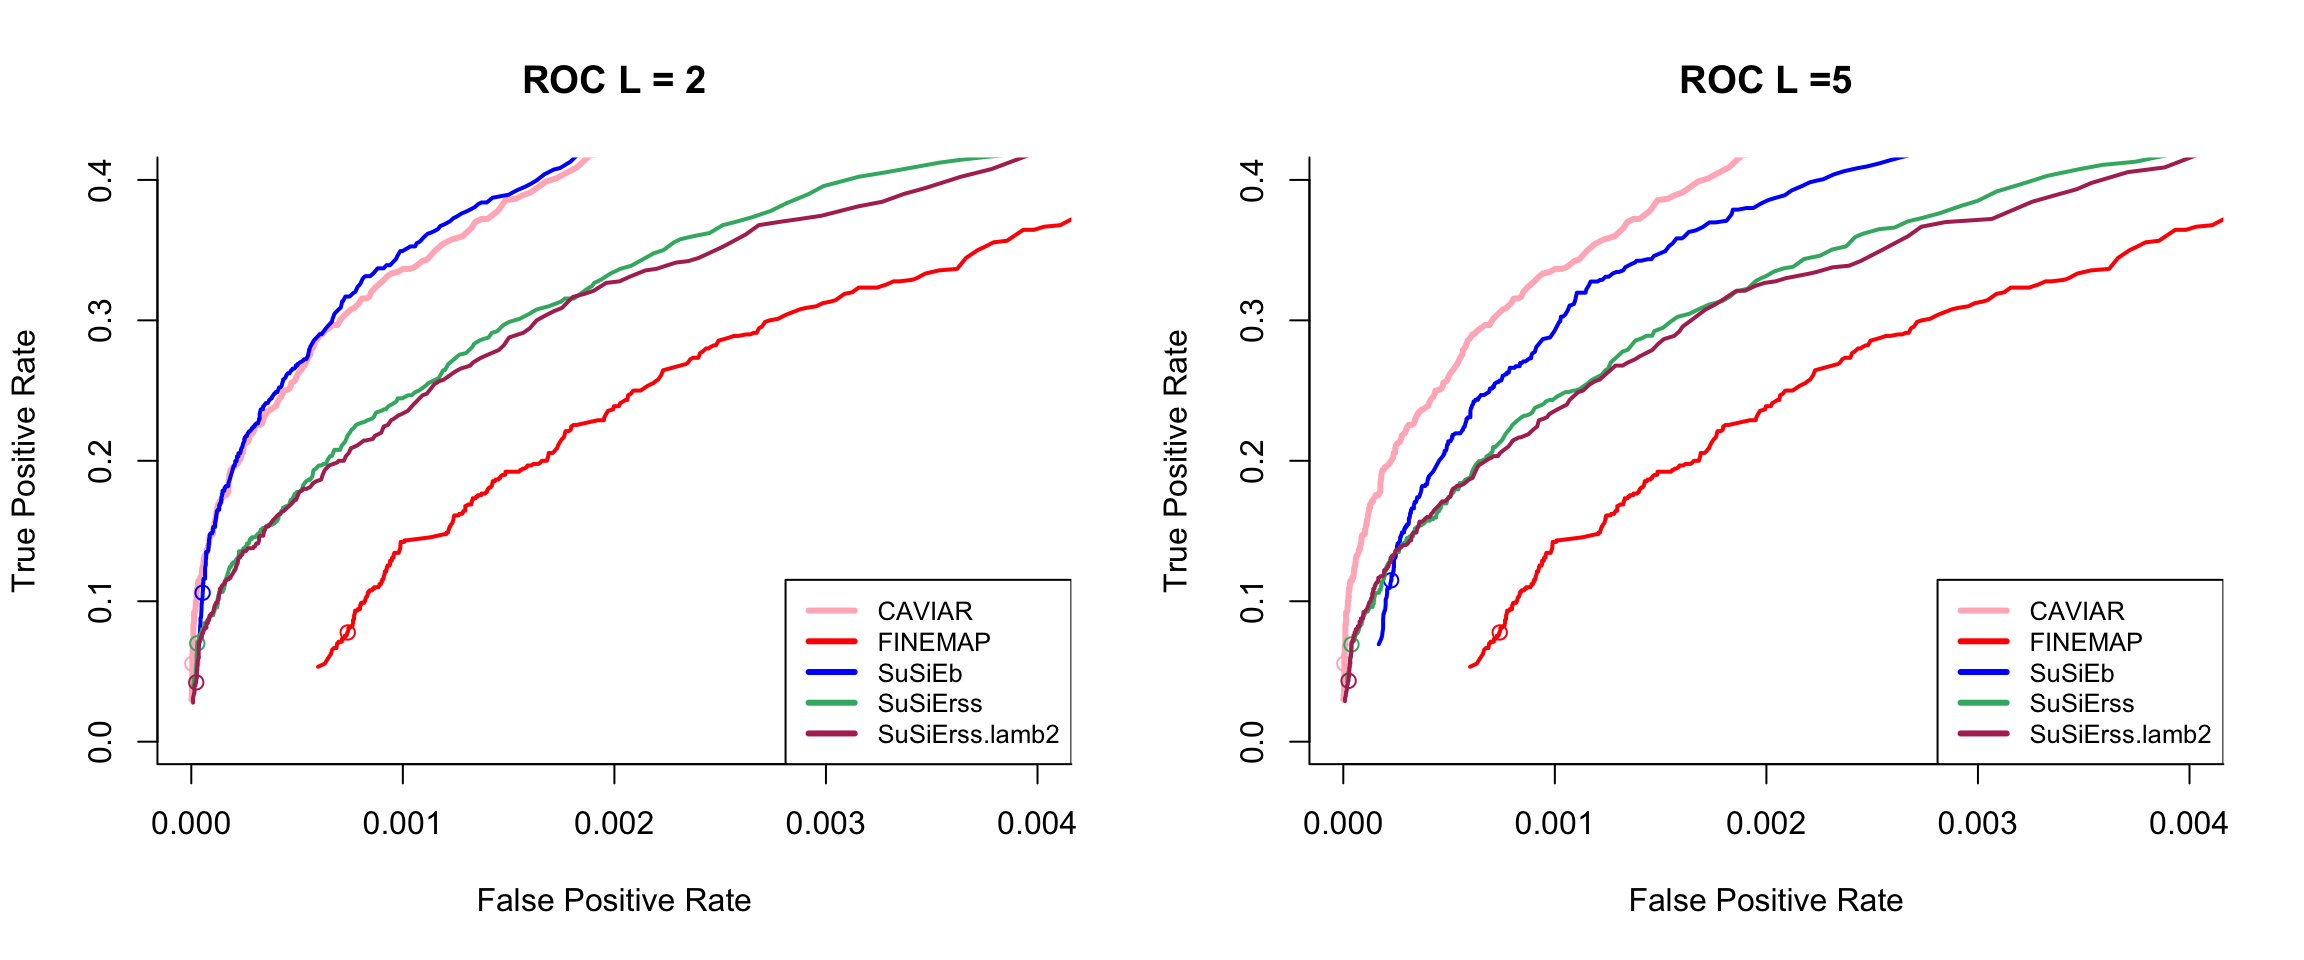 ROC L = 2
True Positive Rate
0.4
0.3
0.2
0.1
0.0
CAVIAR
FINEMAP
SuSiEb
SuSiErss
SuSiErss.lamb2
0.000 0.001 0.002 0.003 0.004
False Positive Rate
ROC L =5
True Positive Rate
0.4
0.3
0.2
0.1
0.0
CAVIAR
FINEMAP
SuSiEb
SuSiErss
SuSiErss.lamb2
0.000 0.001 0.002 0.003 0.004
False Positive Rate